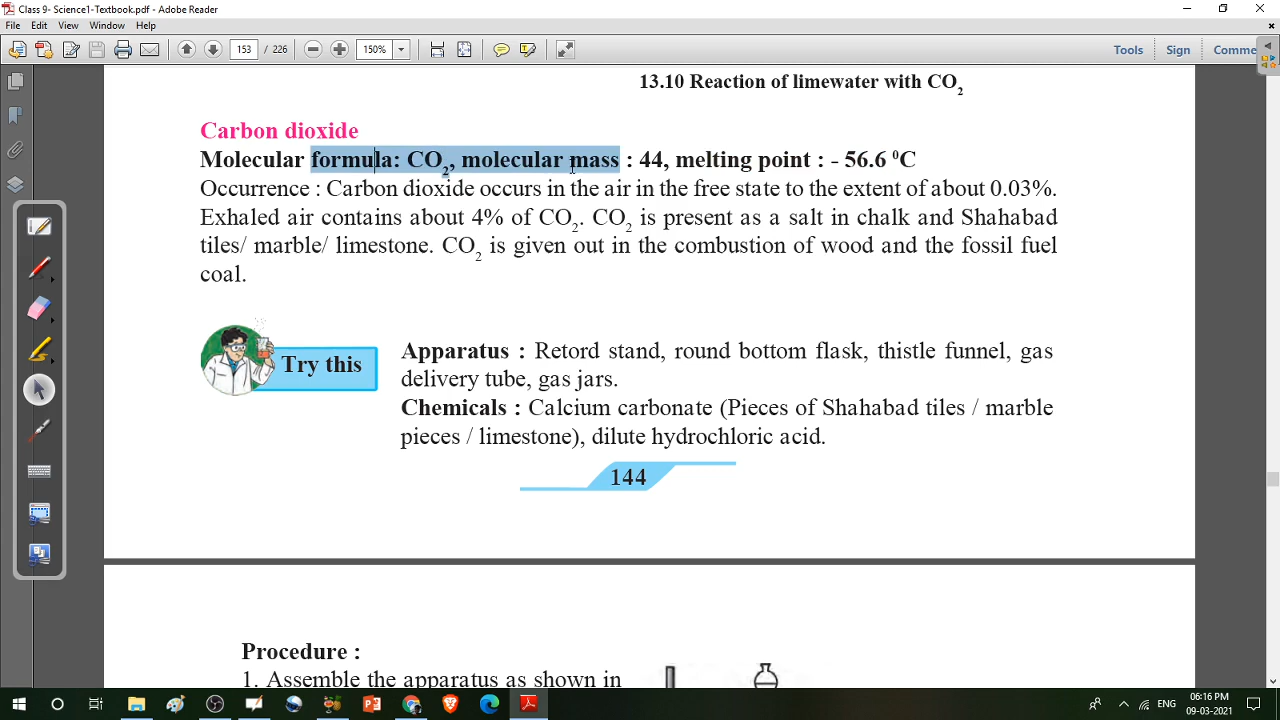 Class 9- Science1-Textbook.pdf - Adobe Reader
File Edit View Window Help
153 / 226 150% Tools Sign Comme
13.10 Reaction of limewater with CO2
Carbon dioxide
Molecular formula: CO2, molecular mass : 44, melting point : - 56.6 0C
Occurrence : Carbon dioxide occurs in the air in the free state to the extent of about 0.03%.
Exhaled air contains about 4% of CO2. CO2 is present as a salt in chalk and Shahabad
tiles/ marble/ limestone. CO2 is given out in the combustion of wood and the fossil fuel
coal.
Try this
Apparatus : Retord stand, round bottom flask, thistle funnel, gas
delivery tube, gas jars.
Chemicals : Calcium carbonate (Pieces of Shahabad tiles / marble
pieces / limestone), dilute hydrochloric acid.
144
Procedure :
1. Assemble the apparatus as shown in
ENG
06:16 PM
09-03-2021